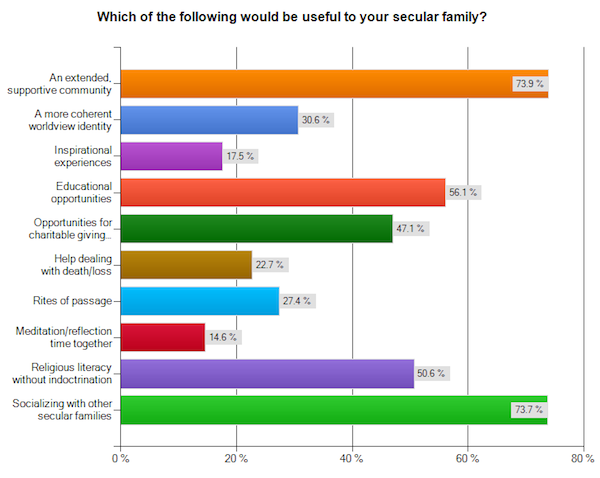 Which of the following would be useful to your secular family?
An extended,
supportive community
73.9 %
A more coherent
worldview identity
30.6 %
Inspirational
experiences
17.5 %
Educational
opportunities
56.1 %
Opportunities for
charitable giving...
47.1 %
Help dealing
with death/loss
22.7 %
Rites of passage
27.4 %
Meditation/reflection
time together
14.6 %
Religious literacy
without indoctrination
50.6 %
Socializing with other
secular families
73.7 %
0 % 20 % 40 % 60 % 80 %